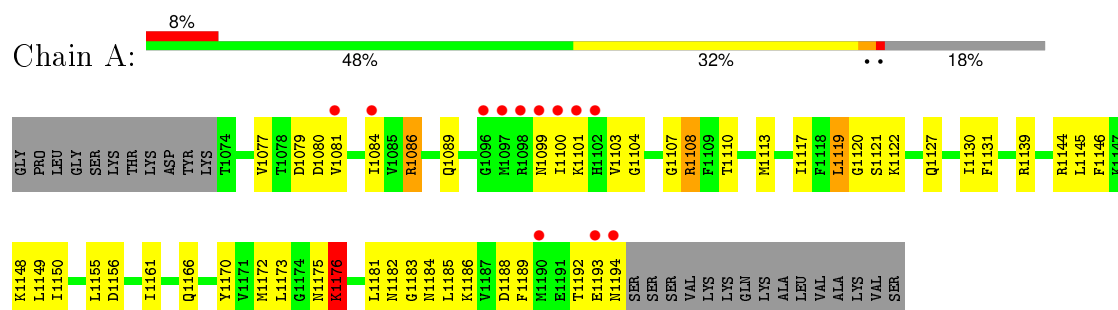 8%
Chain A:
48% 32% • • 18%
GLY PRO LEU GLY SER LYS THR LYS ASP TYR LYS T1074 V1077 T1078 D1079 D1080 V1081 I1084 V1085 R1086 Q1089 G1096 M1097 R1098 N1099 I1100 K1101 H1102 V1103 G1104 G1107 R1108 F1109 T1110 M1113 I1117 F1118 L1119 G1120 S1121 K1122 Q1127 I1130 F1131 R1139 R1144 L1145 F1146 K1147
K1148 L1149 I1150 L1155 D1156 I1161 Q1166 Y1170 V1171 M1172 L1173 G1174 N1175 K1176 L1181 N1182 G1183 N1184 L1185 K1186 V1187 D1188 F1189 M1190 E1191 T1192 E1193 N1194 SER SER SER VAL LYS LYS GLN LYS ALA LEU VAL ALA LYS VAL SER